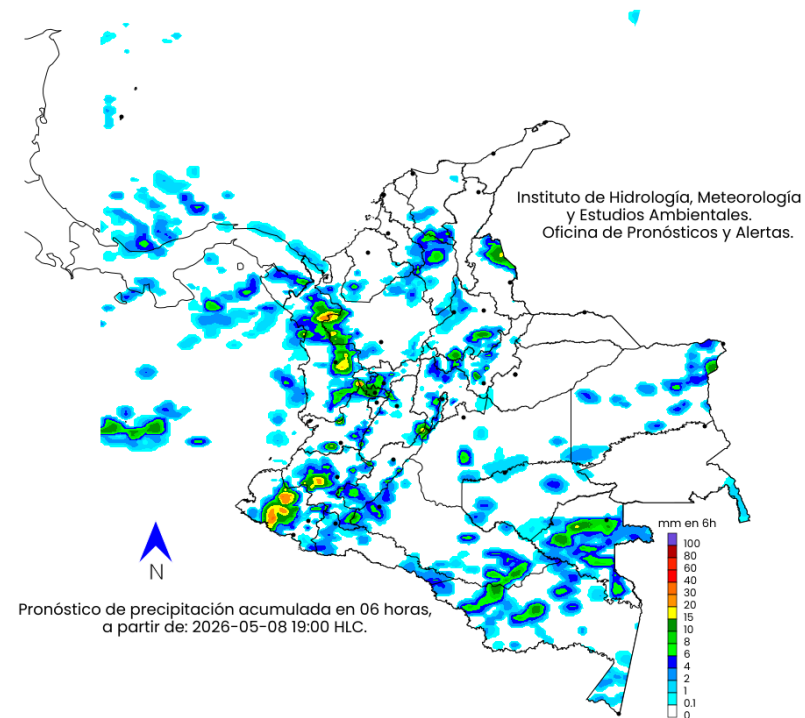 Instituto de Hidrología, Meteorología
y Estudios Ambientales.
Oficina de Pronósticos y Alertas.
mm en 6h
100
80
60
40
30
20
15
10
8
6
4
2
1
0.1
0
N
Pronóstico de precipitación acumulada en 06 horas,
a partir de: 2026-05-08 19:00 HLC.